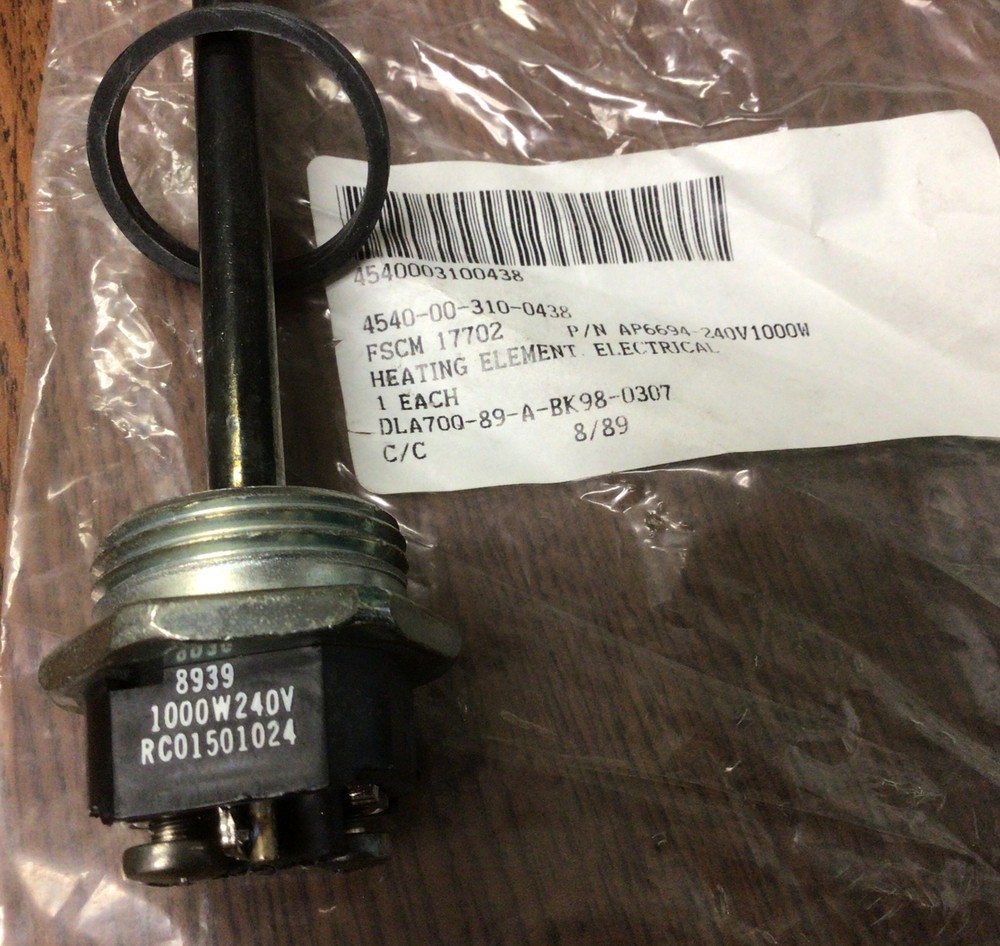 4540003100438
4540-00-310-0438
FSCM 17702 P/N AP6694-240V1000W
HEATING ELEMENT, ELECTRICAL
1 EACH
DLA700-89-A-BK98-0307
C/C 8/89
8939
1000W240V
RC01501024